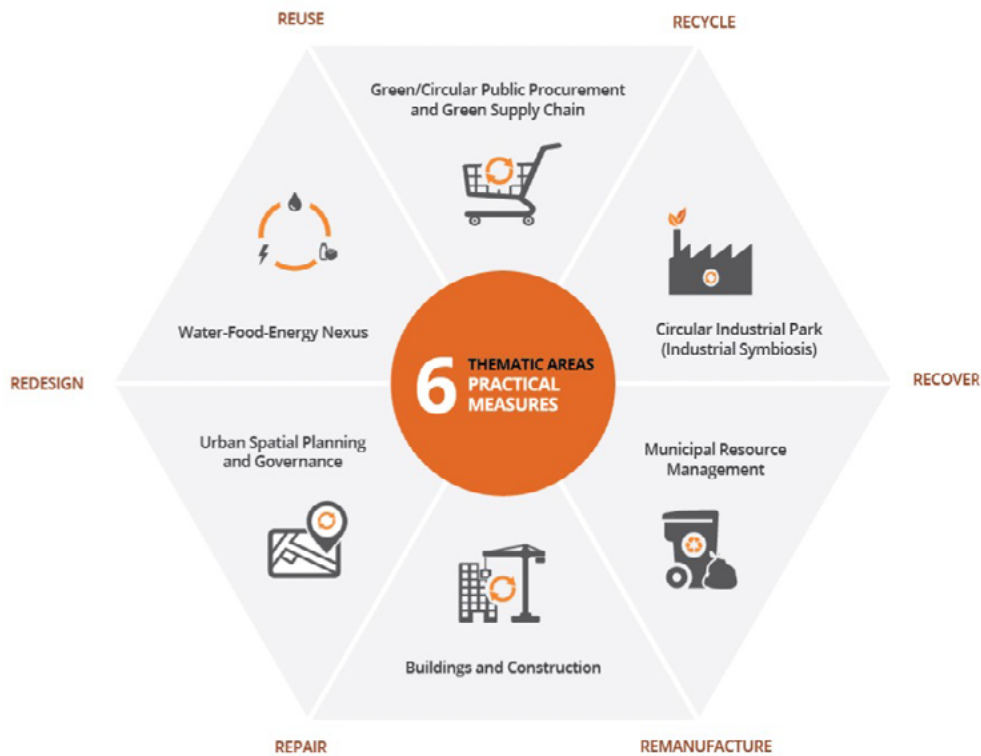 REUSE
RECYCLE
Green/Circular Public Procurement
and Green Supply Chain
Water-Food-Energy Nexus
Circular Industrial Park
(Industrial Symbiosis)
6
THEMATIC AREAS
PRACTICAL
MEASURES
REDESIGN
RECOVER
Urban Spatial Planning
and Governance
Municipal Resource
Management
Buildings and Construction
REPAIR
REMANUFACTURE